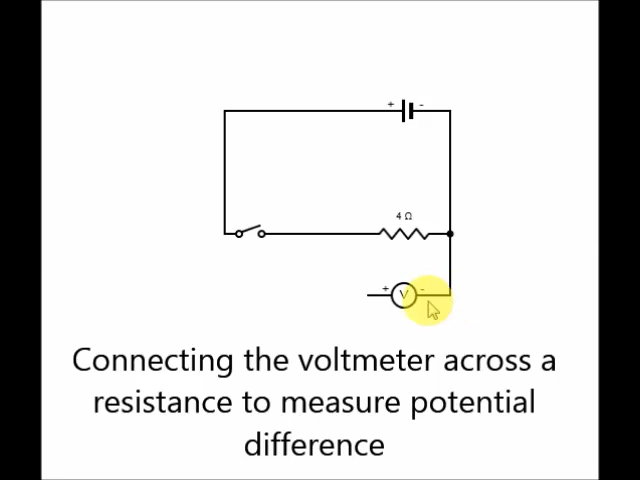 + -
4 Ω
+ V -
Connecting the voltmeter across a
resistance to measure potential
difference